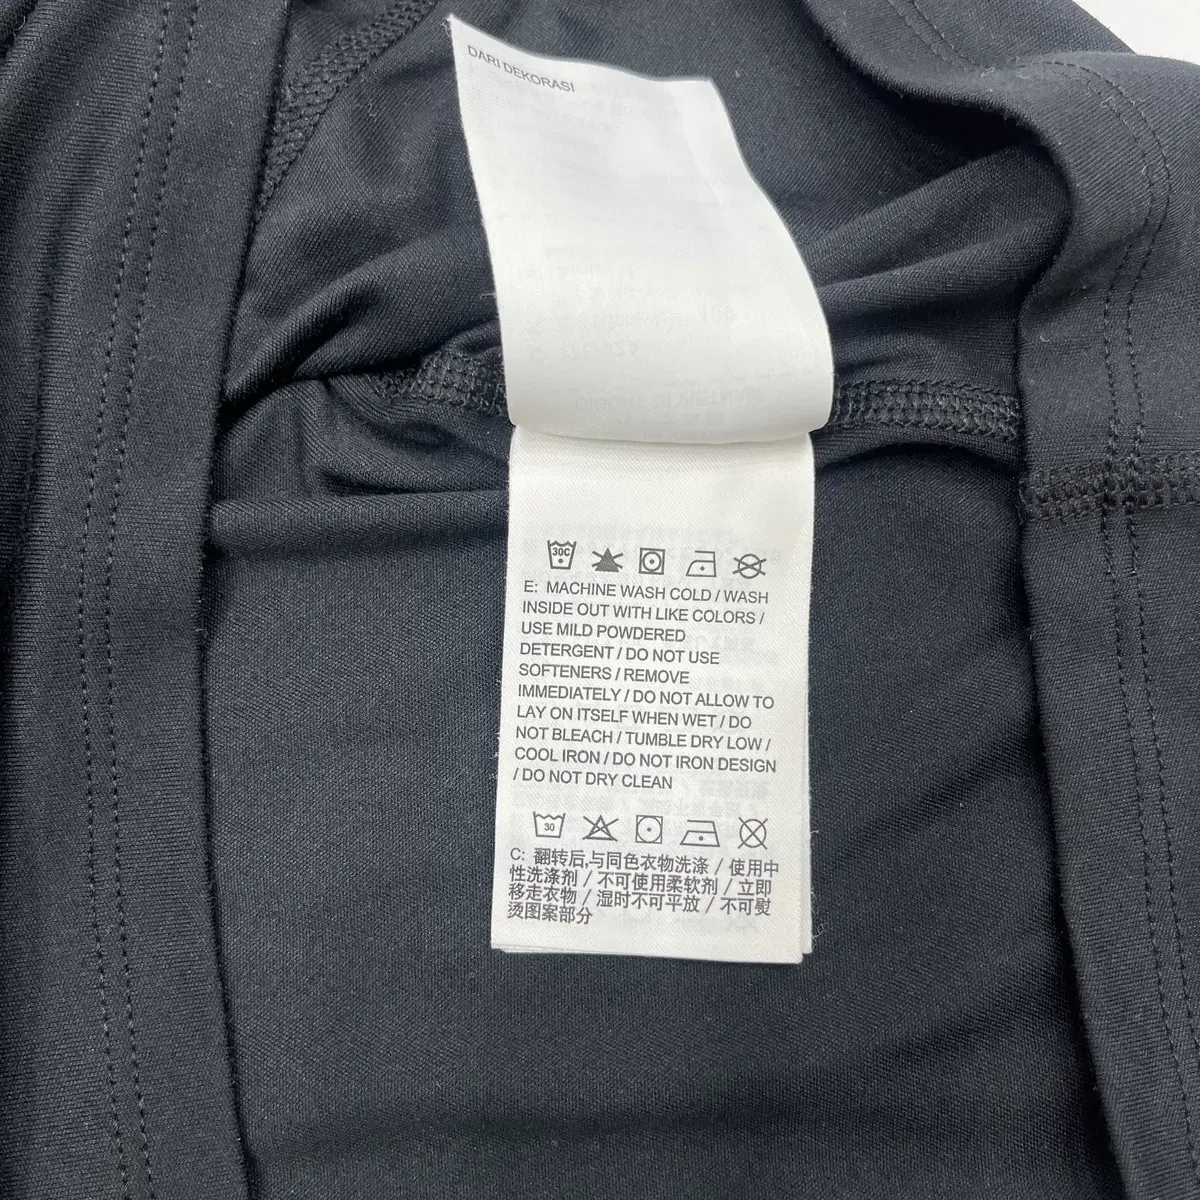 DARI DEKORASI
30C
E: MACHINE WASH COLD / WASH
INSIDE OUT WITH LIKE COLORS /
USE MILD POWDERED
DETERGENT / DO NOT USE
SOFTENERS / REMOVE
IMMEDIATELY / DO NOT ALLOW TO
LAY ON ITSELF WHEN WET / DO
NOT BLEACH / TUMBLE DRY LOW /
COOL IRON / DO NOT IRON DESIGN
/ DO NOT DRY CLEAN
30
C: 翻转后,与同色衣物洗涤 / 使用中
性洗涤剂 / 不可使用柔软剂 / 立即
移走衣物 / 湿时不可平放 / 不可熨
烫图案部分